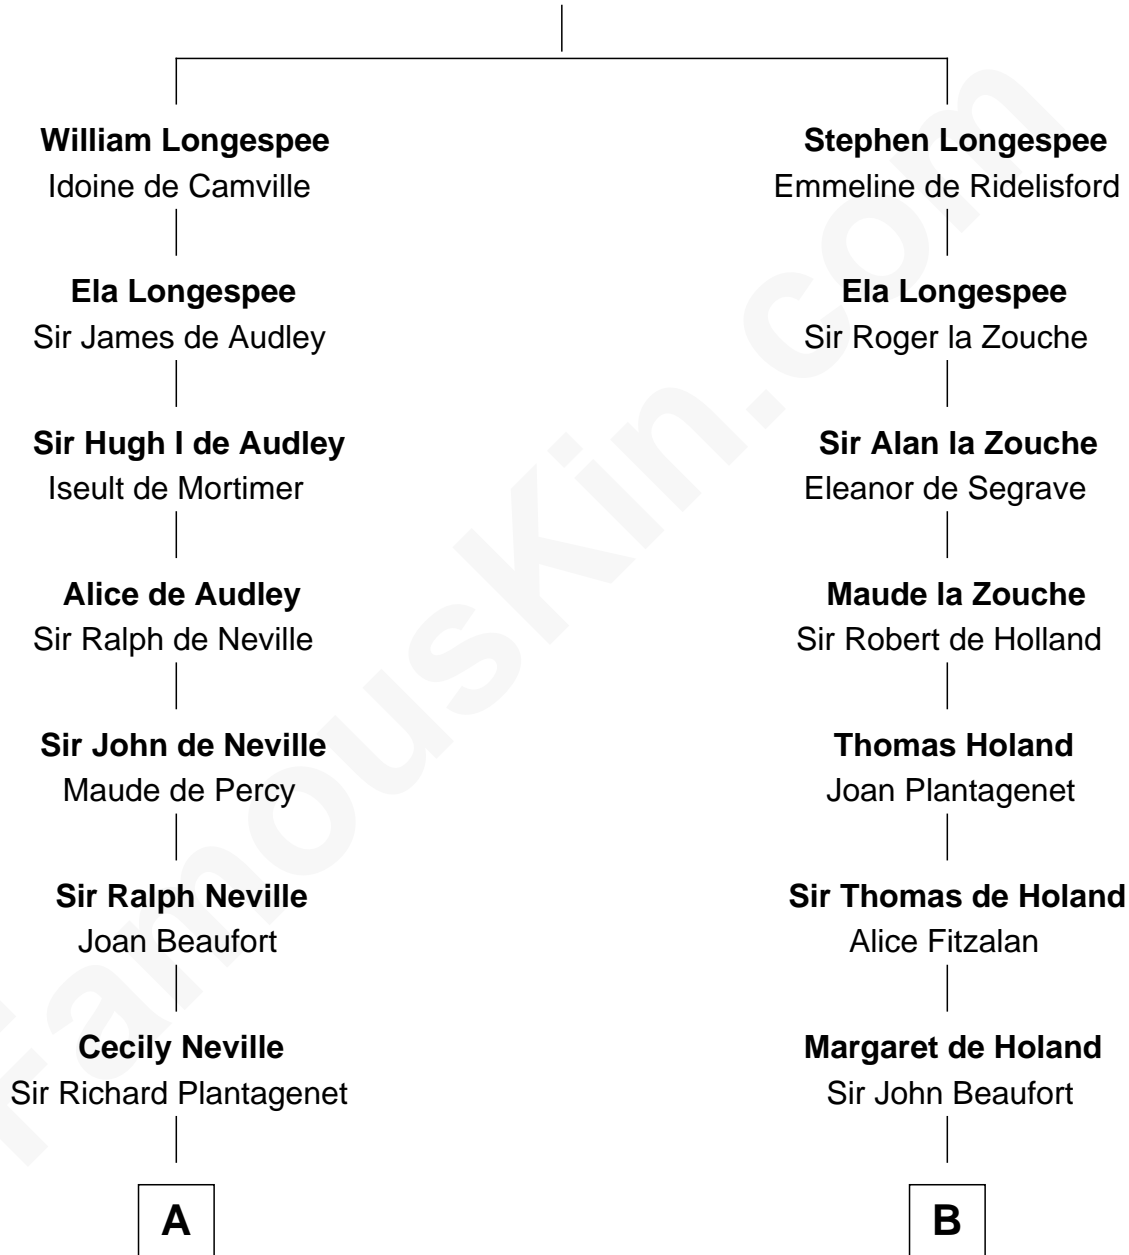 William Longespee
Idoine de Camville
Ela Longespee
Sir James de Audley
Sir Hugh I de Audley
Iseult de Mortimer
Alice de Audley
Sir Ralph de Neville
Sir John de Neville
Maude de Percy
Sir Ralph Neville
Joan Beaufort
Cecily Neville
Sir Richard Plantagenet
A
Stephen Longespee
Emmeline de Ridelisford
Ela Longespee
Sir Roger la Zouche
Sir Alan la Zouche
Eleanor de Segrave
Maude la Zouche
Sir Robert de Holland
Thomas Holand
Joan Plantagenet
Sir Thomas de Holand
Alice Fitzalan
Margaret de Holand
Sir John Beaufort
B
FamousKin.com